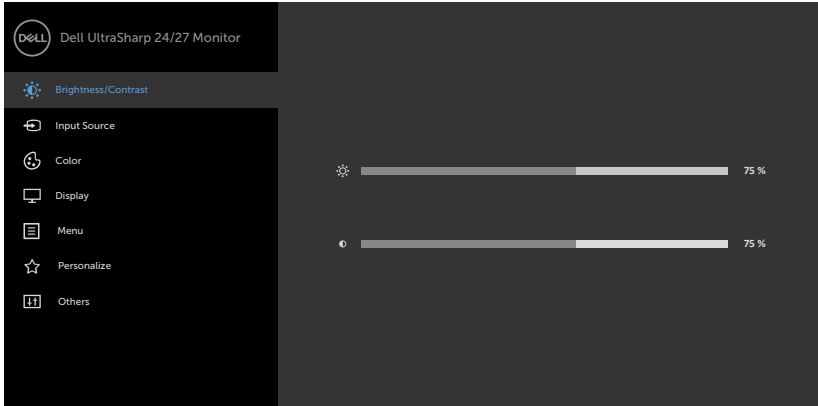 DELL
Dell UltraSharp 24/27 Monitor
Brightness/Contrast
Input Source
Color
Display
Menu
Personalize
Others
75 %
75 %